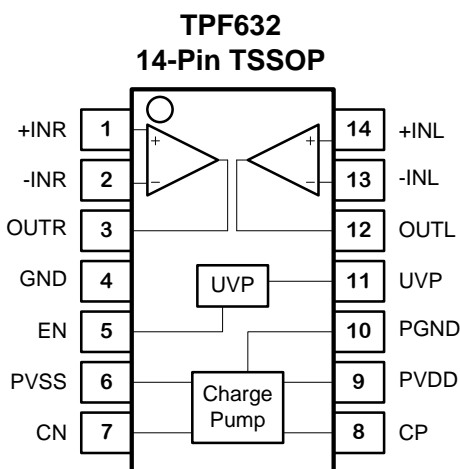 TPF632
14-Pin TSSOP
+INR 1 + + 14 +INL
-INR 2 − − 13 -INL
OUTR 3 12 OUTL
GND 4 UVP 11 UVP
EN 5 10 PGND
PVSS 6 Charge 9 PVDD
CN 7 Pump 8 CP